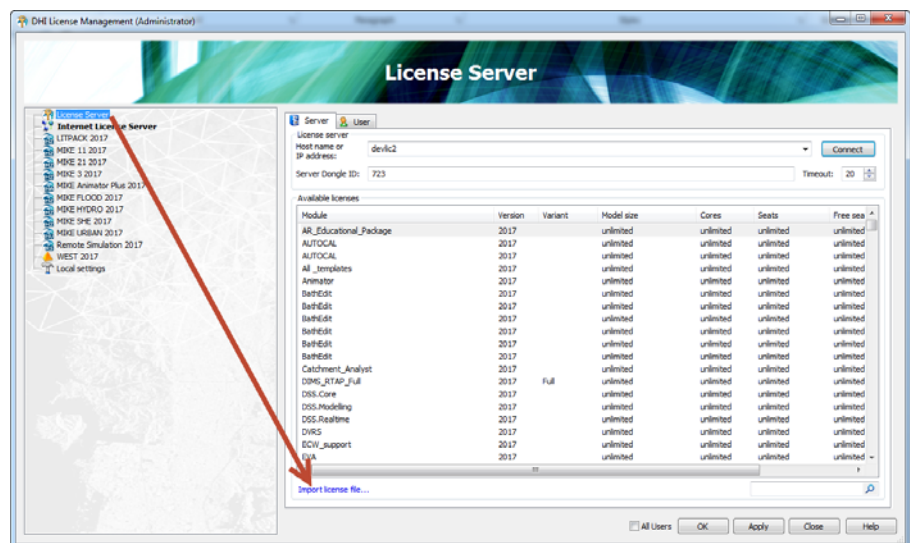 DHI License Management (Administrator)
License Server
License Server
Internet License Server
LITPACK 2017
MIKE 11 2017
MIKE 21 2017
MIKE 3 2017
MIKE Animator Plus 2017
MIKE FLOOD 2017
MIKE HYDRO 2017
MIKE SHE 2017
MIKE URBAN 2017
Remote Simulation 2017
WEST 2017
Local settings
Server User
License server
Host name or IP address: devlic2 Connect
Server Dongle ID: 723 Timeout: 20
Available licenses
Module Version Variant Model size Cores Seats Free sea
AR_Educational_Package 2017 unlimited unlimited unlimited unlimited
AUTOCAL 2017 unlimited unlimited unlimited unlimited
AUTOCAL 2017 unlimited unlimited unlimited unlimited
All _templates 2017 unlimited unlimited unlimited unlimited
Animator 2017 unlimited unlimited unlimited unlimited
BathEdit 2017 unlimited unlimited unlimited unlimited
BathEdit 2017 unlimited unlimited unlimited unlimited
BathEdit 2017 unlimited unlimited unlimited unlimited
BathEdit 2017 unlimited unlimited unlimited unlimited
BathEdit 2017 unlimited unlimited unlimited unlimited
BathEdit 2017 unlimited unlimited unlimited unlimited
Catchment_Analyst 2017 unlimited unlimited unlimited unlimited
DIMS_RTAP_Full 2017 Full unlimited unlimited unlimited unlimited
DSS.Core 2017 unlimited unlimited unlimited unlimited
DSS.Modelling 2017 unlimited unlimited unlimited unlimited
DSS.Realtime 2017 unlimited unlimited unlimited unlimited
DVRS 2017 unlimited unlimited unlimited unlimited
ECW_support 2017 unlimited unlimited unlimited unlimited
EVA 2017 unlimited unlimited unlimited unlimited
Import license file...
All Users OK Apply Close Help